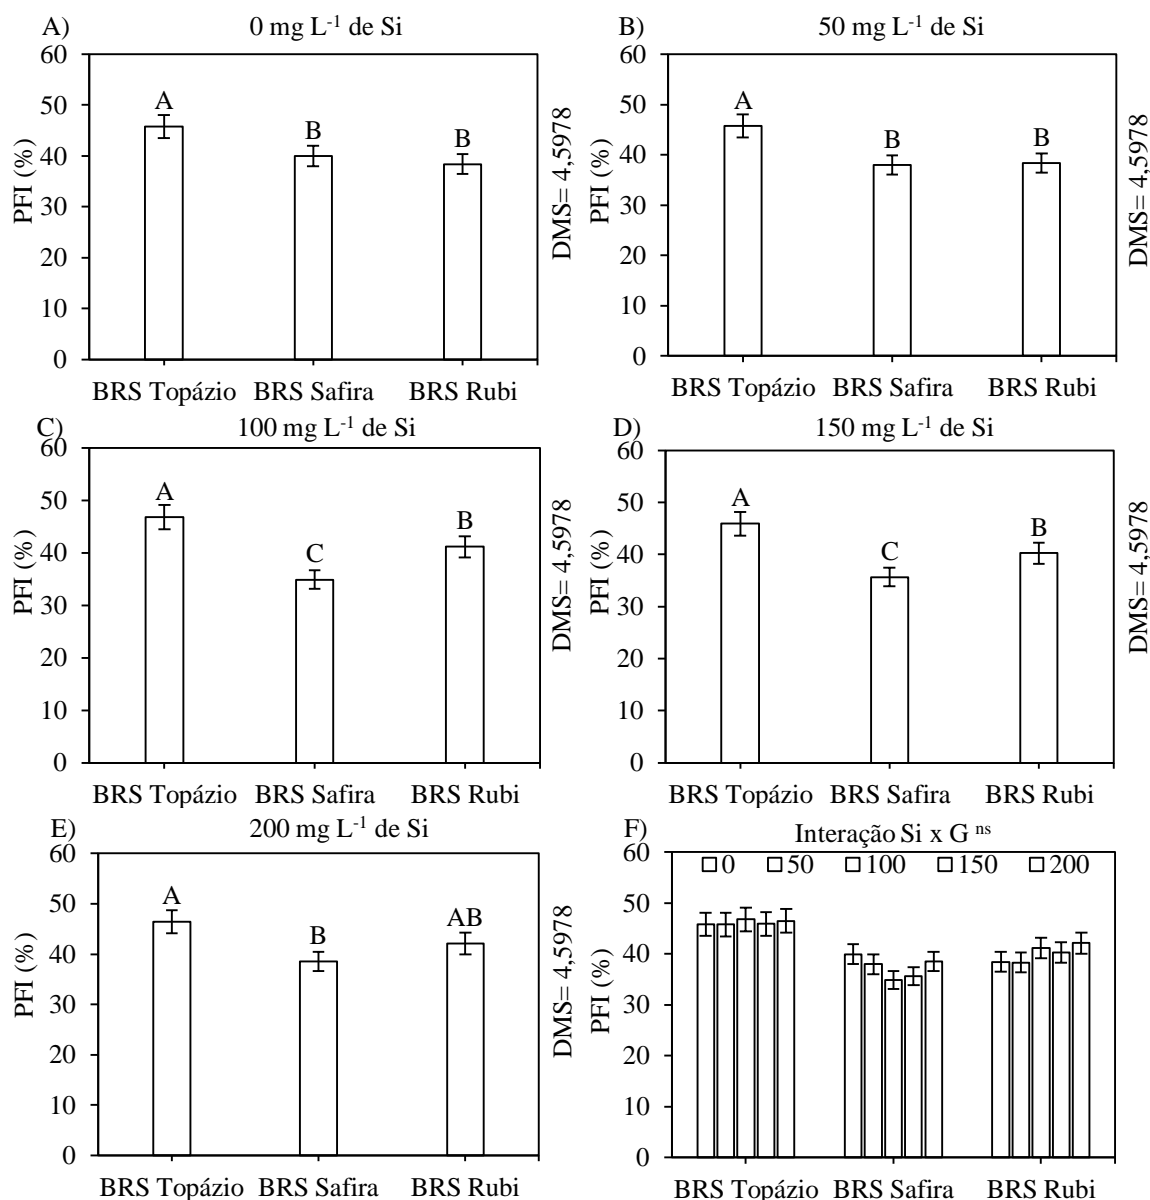 A)
0 mg L⁻¹ de Si
60
50
40
30
20
10
0
PFI (%)
A
B
B
DMS= 4,5978
BRS Topázio BRS Safira BRS Rubi
B)
50 mg L⁻¹ de Si
60
50
40
30
20
10
0
PFI (%)
A
B
B
DMS= 4,5978
BRS Topázio BRS Safira BRS Rubi
C)
100 mg L⁻¹ de Si
60
50
40
30
20
10
0
PFI (%)
A
C
B
DMS= 4,5978
BRS Topázio BRS Safira BRS Rubi
D)
150 mg L⁻¹ de Si
60
50
40
30
20
10
0
PFI (%)
A
C
B
DMS= 4,5978
BRS Topázio BRS Safira BRS Rubi
E)
200 mg L⁻¹ de Si
60
50
40
30
20
10
0
PFI (%)
A
B
AB
DMS= 4,5978
BRS Topázio BRS Safira BRS Rubi
F)
Interação Si x G ⁿˢ
0 50 100 150 200
60
50
40
30
20
10
0
PFI (%)
BRS Topázio BRS Safira BRS Rubi